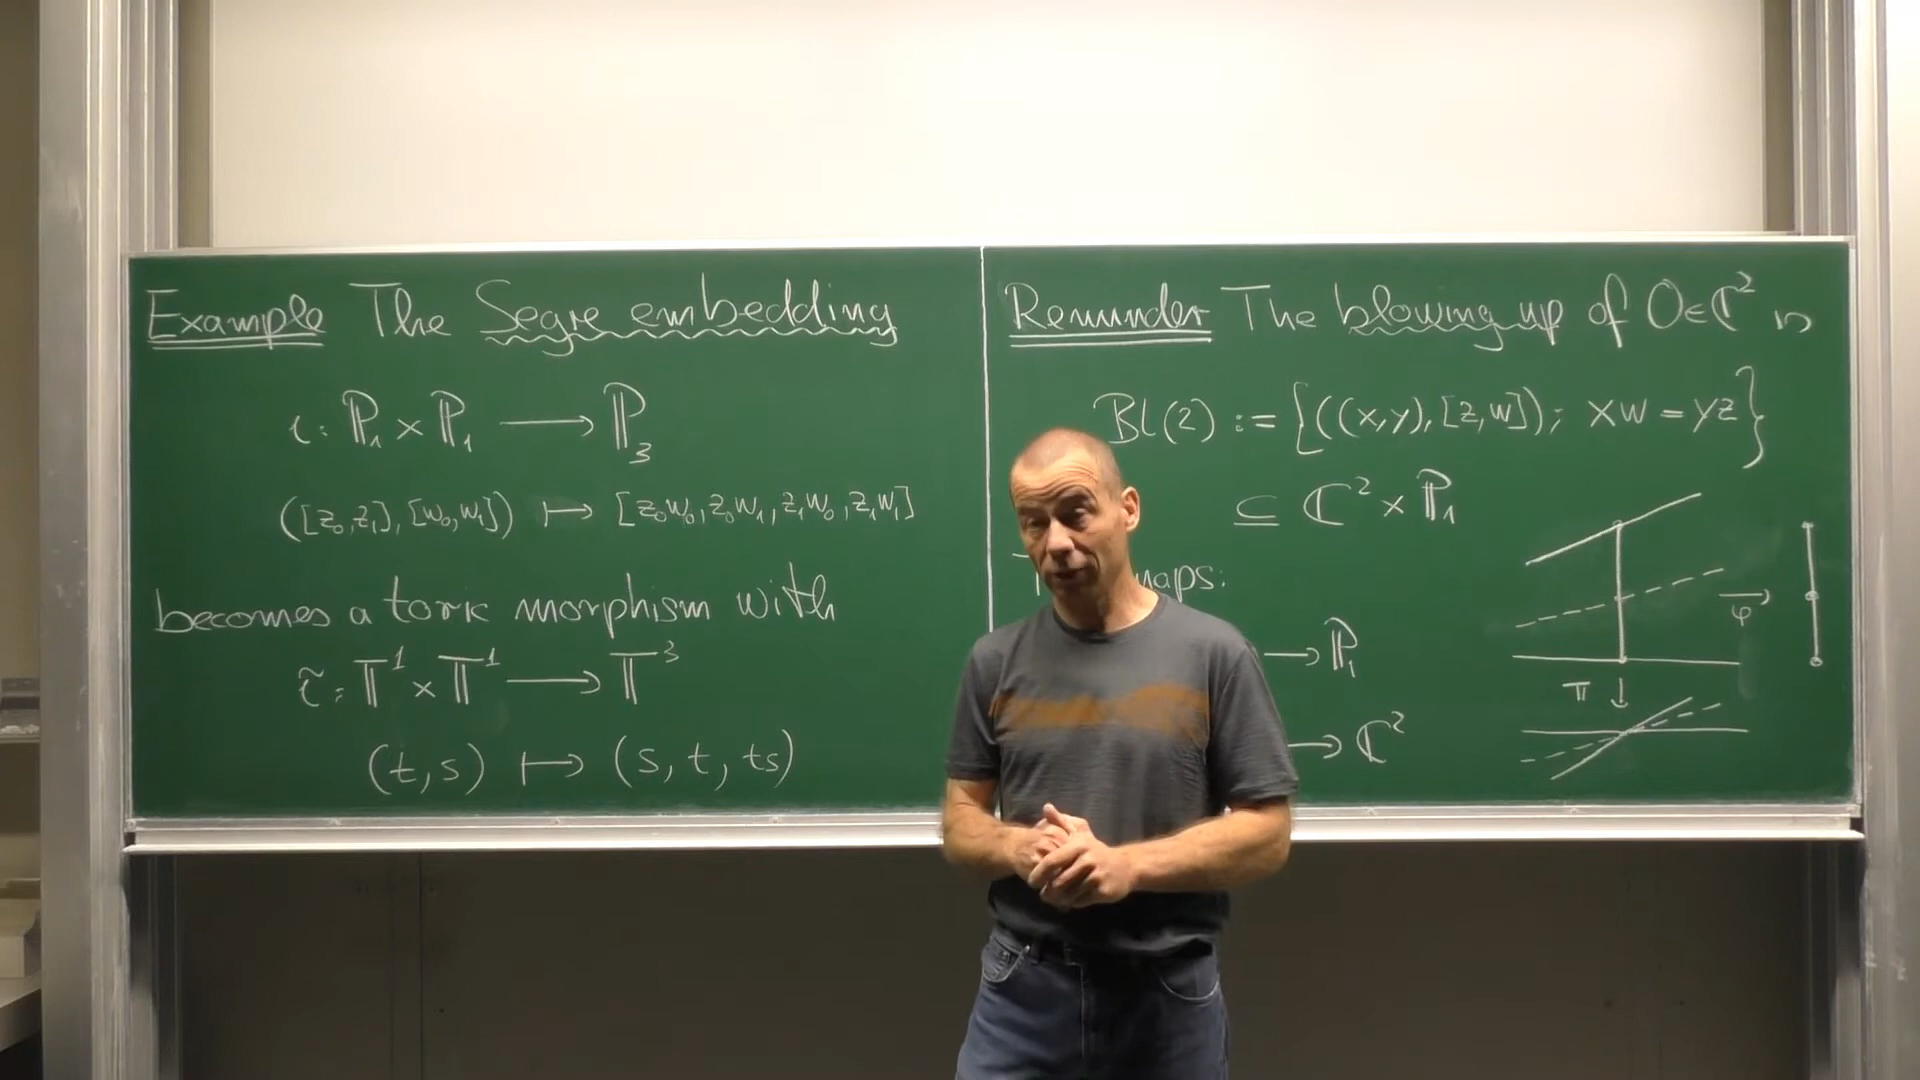 Example The Segre embedding
ι: ℙ₁ × ℙ₁ ⟶ ℙ₃
([z₀,z₁], [w₀,w₁]) ⟼ [z₀w₀, z₀w₁, z₁w₀, z₁w₁]
becomes a toric morphism with
ι̃: 𝕋¹ × 𝕋¹ ⟶ 𝕋³
(t, s) ⟼ (s, t, ts)
Reminder The blowing up of 0∈ℂ² is
Bl(2) := {((x,y), [z,w]); xw = yz}
⊆ ℂ² × ℙ₁
maps:
⟶ ℙ₁
⟶ ℂ²
φ
π